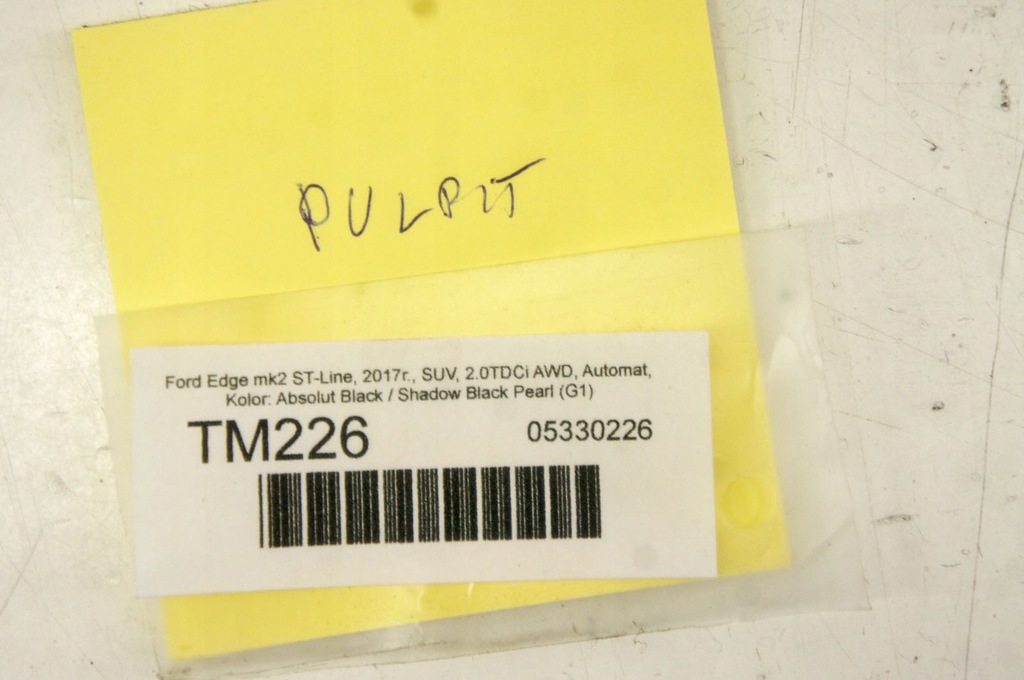 PULPIT
Ford Edge mk2 ST-Line, 2017r., SUV, 2.0TDCi AWD, Automat,
Kolor: Absolut Black / Shadow Black Pearl (G1)
TM226 05330226